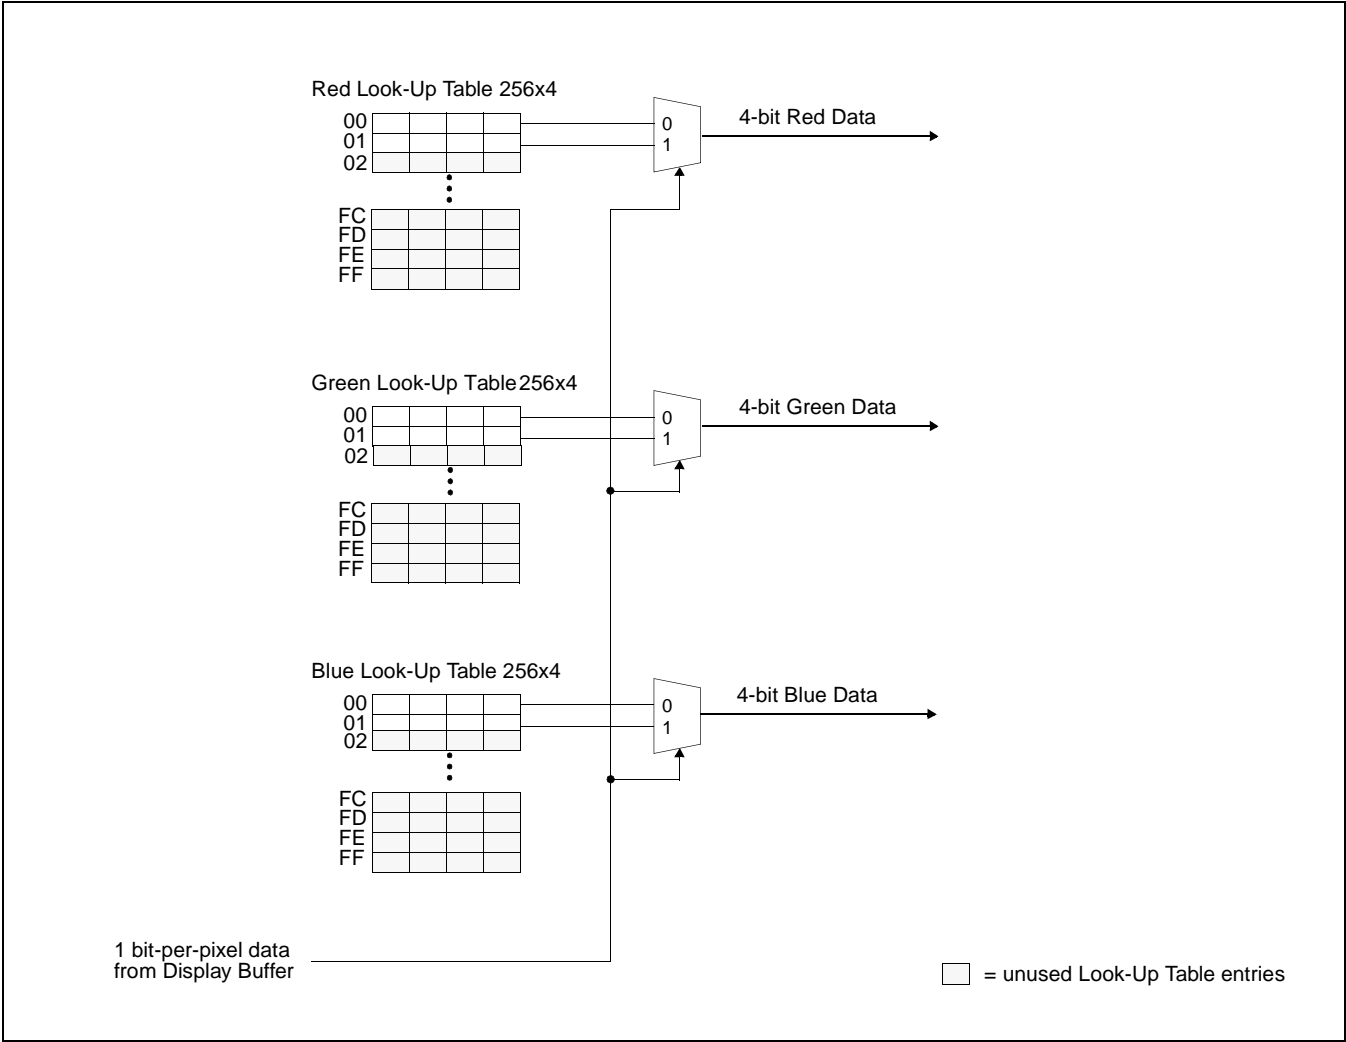 Red Look-Up Table 256x4
00
01
02
FC
FD
FE
FF
0
1
4-bit Red Data
Green Look-Up Table 256x4
00
01
02
FC
FD
FE
FF
0
1
4-bit Green Data
Blue Look-Up Table 256x4
00
01
02
FC
FD
FE
FF
0
1
4-bit Blue Data
1 bit-per-pixel data
from Display Buffer
= unused Look-Up Table entries